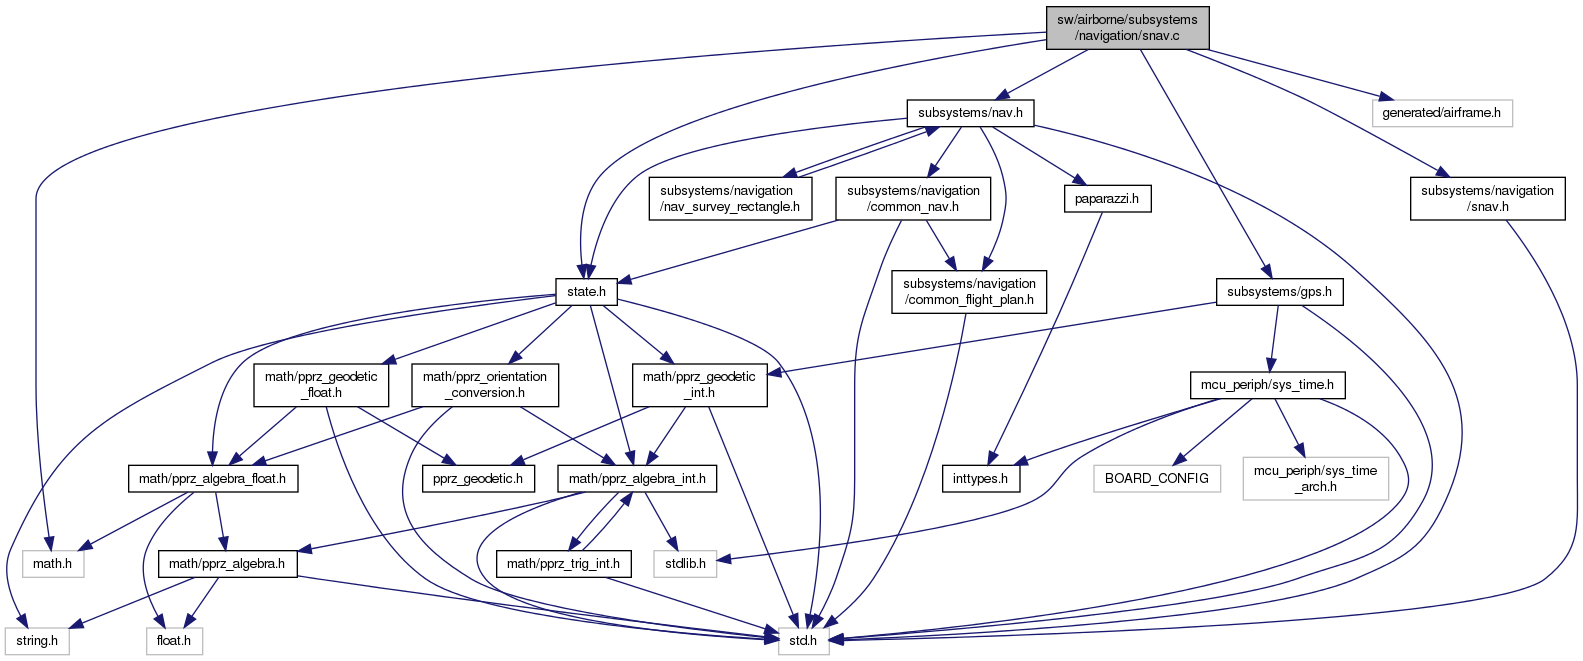 sw/airborne/subsystems
/navigation/snav.c
subsystems/nav.h
generated/airframe.h
subsystems/navigation
/nav_survey_rectangle.h
subsystems/navigation
/common_nav.h
paparazzi.h
subsystems/navigation
/snav.h
state.h
subsystems/navigation
/common_flight_plan.h
subsystems/gps.h
math/pprz_geodetic
_float.h
math/pprz_orientation
_conversion.h
math/pprz_geodetic
_int.h
mcu_periph/sys_time.h
math/pprz_algebra_float.h
pprz_geodetic.h
math/pprz_algebra_int.h
inttypes.h
BOARD_CONFIG
mcu_periph/sys_time
_arch.h
math.h
math/pprz_algebra.h
math/pprz_trig_int.h
stdlib.h
string.h
float.h
std.h